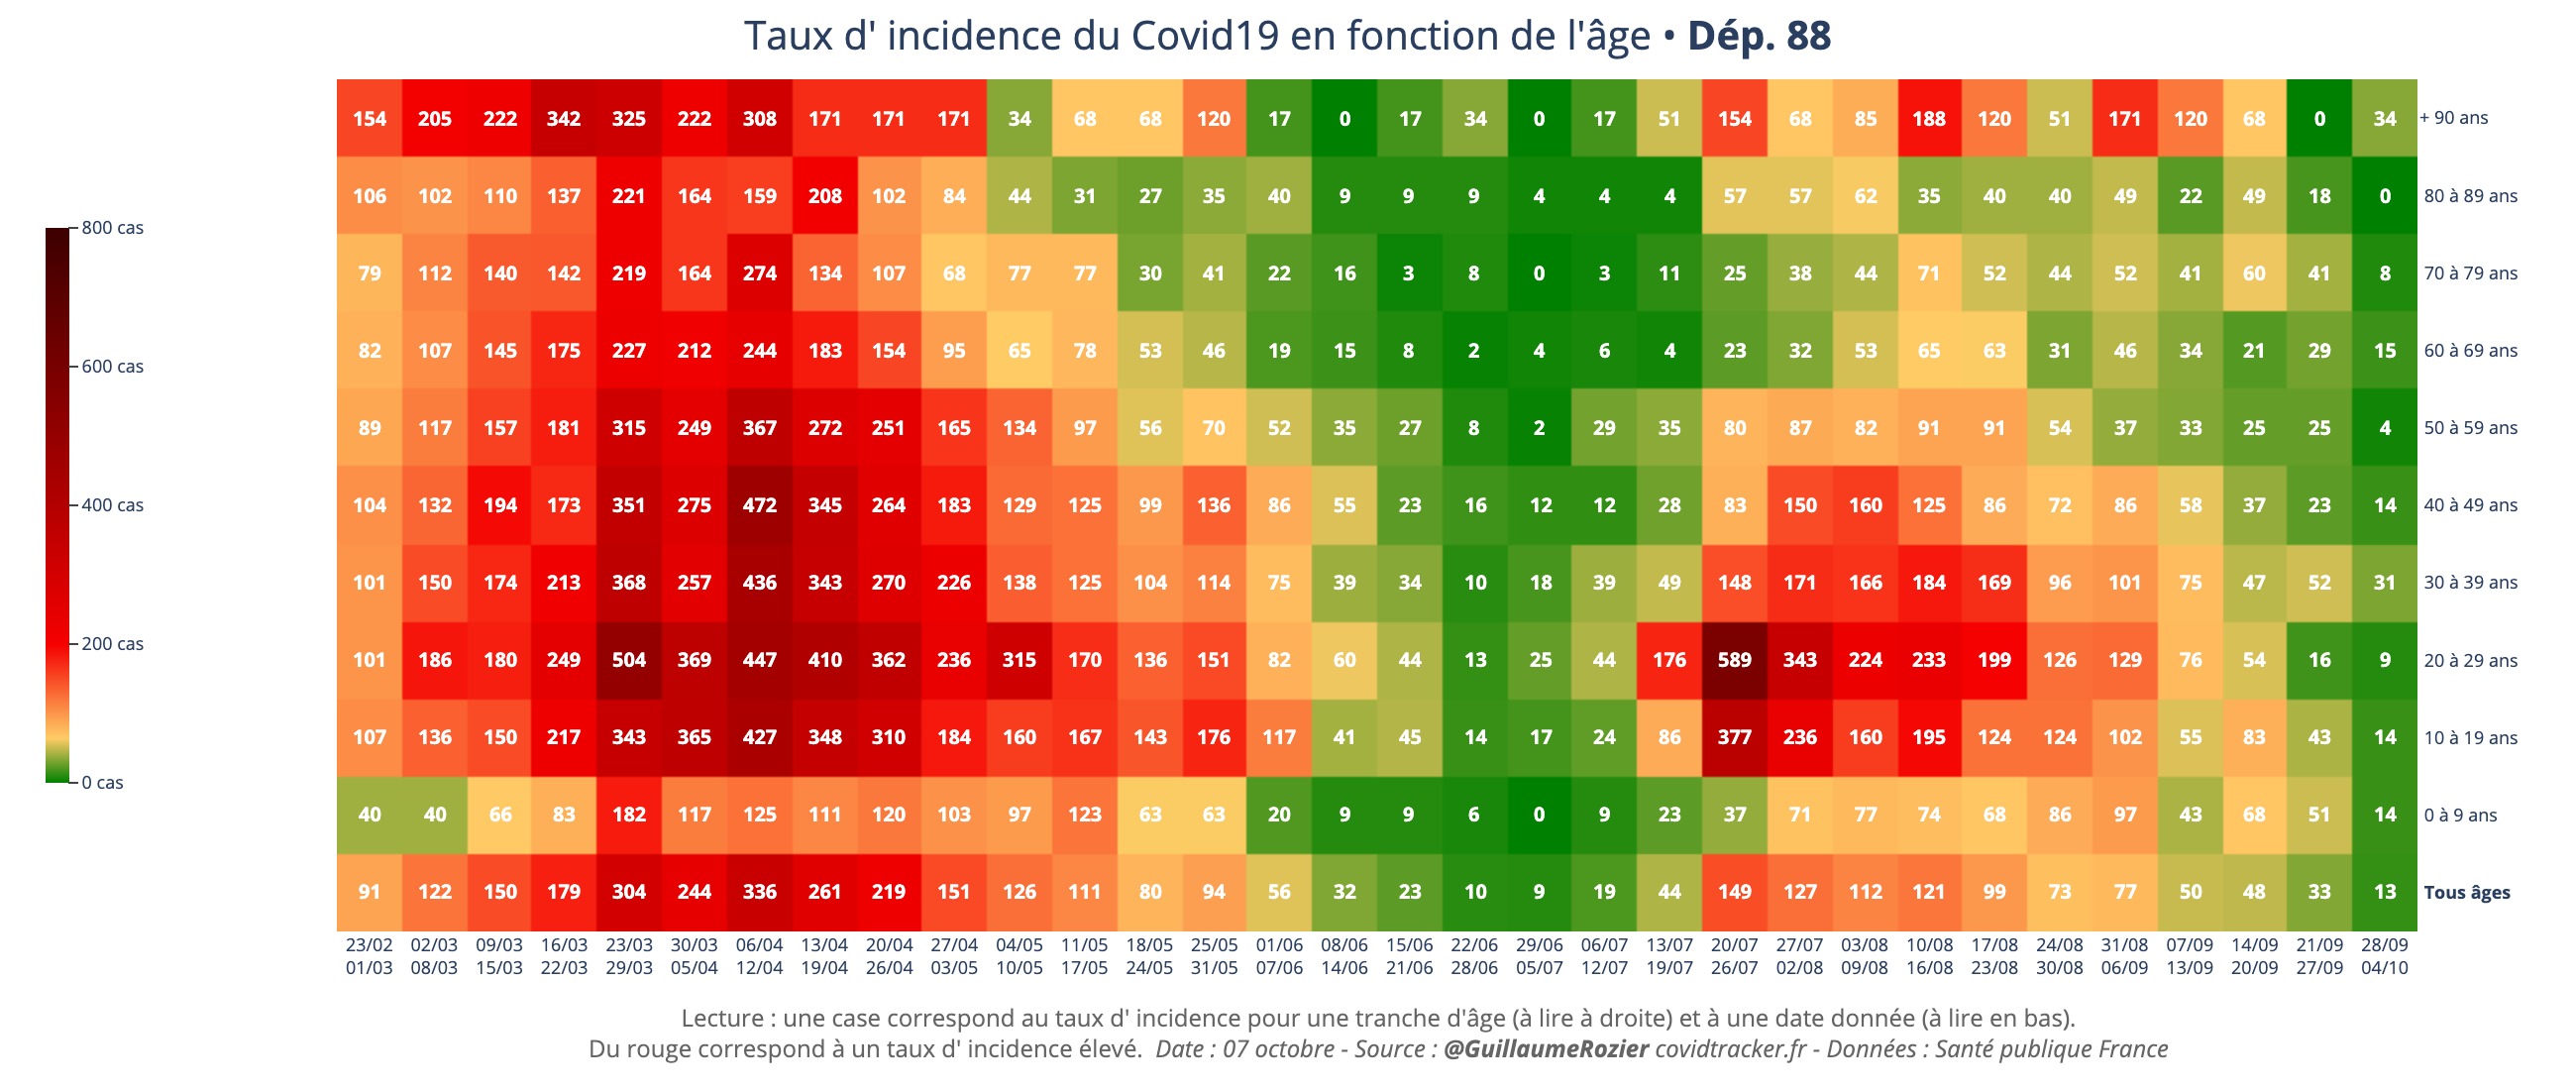 Taux d' incidence du Covid19 en fonction de l'âge • Dép. 88
154 205 222 342 325 222 308 171 171 171 34 68 68 120 17 0 17 34 0 17 51 154 68 85 188 120 51 171 120 68 0 34 + 90 ans
106 102 110 137 221 164 159 208 102 84 44 31 27 35 40 9 9 9 4 4 4 57 57 62 35 40 40 49 22 49 18 0 80 à 89 ans
800 cas
79 112 140 142 219 164 274 134 107 68 77 77 30 41 22 16 3 8 0 3 11 25 38 44 71 52 44 52 41 60 41 8 70 à 79 ans
82 107 145 175 227 212 244 183 154 95 65 78 53 46 19 15 8 2 4 6 4 23 32 53 65 63 31 46 34 21 29 15 60 à 69 ans
600 cas
89 117 157 181 315 249 367 272 251 165 134 97 56 70 52 35 27 8 2 29 35 80 87 82 91 91 54 37 33 25 25 4 50 à 59 ans
400 cas
104 132 194 173 351 275 472 345 264 183 129 125 99 136 86 55 23 16 12 12 28 83 150 160 125 86 72 86 58 37 23 14 40 à 49 ans
101 150 174 213 368 257 436 343 270 226 138 125 104 114 75 39 34 10 18 39 49 148 171 166 184 169 96 101 75 47 52 31 30 à 39 ans
200 cas
101 186 180 249 504 369 447 410 362 236 315 170 136 151 82 60 44 13 25 44 176 589 343 224 233 199 126 129 76 54 16 9 20 à 29 ans
107 136 150 217 343 365 427 348 310 184 160 167 143 176 117 41 45 14 17 24 86 377 236 160 195 124 124 102 55 83 43 14 10 à 19 ans
0 cas
40 40 66 83 182 117 125 111 120 103 97 123 63 63 20 9 9 6 0 9 23 37 71 77 74 68 86 97 43 68 51 14 0 à 9 ans
91 122 150 179 304 244 336 261 219 151 126 111 80 94 56 32 23 10 9 19 44 149 127 112 121 99 73 77 50 48 33 13 Tous âges
23/02 02/03 09/03 16/03 23/03 30/03 06/04 13/04 20/04 27/04 04/05 11/05 18/05 25/05 01/06 08/06 15/06 22/06 29/06 06/07 13/07 20/07 27/07 03/08 10/08 17/08 24/08 31/08 07/09 14/09 21/09 28/09
01/03 08/03 15/03 22/03 29/03 05/04 12/04 19/04 26/04 03/05 10/05 17/05 24/05 31/05 07/06 14/06 21/06 28/06 05/07 12/07 19/07 26/07 02/08 09/08 16/08 23/08 30/08 06/09 13/09 20/09 27/09 04/10
Lecture : une case correspond au taux d' incidence pour une tranche d'âge (à lire à droite) et à une date donnée (à lire en bas).
Du rouge correspond à un taux d' incidence élevé. Date : 07 octobre - Source : @GuillaumeRozier covidtracker.fr - Données : Santé publique France